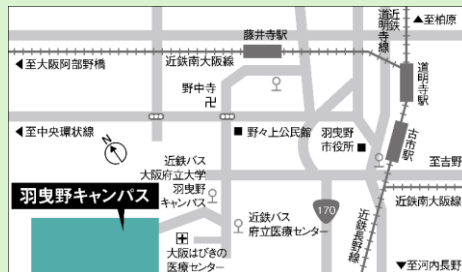 近鉄
道明寺線
▲至柏原
藤井寺駅
◀至大阪阿部野橋
近鉄南大阪線
道明寺駅
野中寺
卍
◀至中央環状線
野々上公民館
羽曳野
市役所
古市駅
▲至吉野
近鉄バス
大阪府立大学
羽曳野
キャンパス
近鉄南大阪線
羽曳野キャンパス
170
近鉄バス
府立医療センター
近鉄長野線
大阪はびきの
医療センター
▼至河内長野